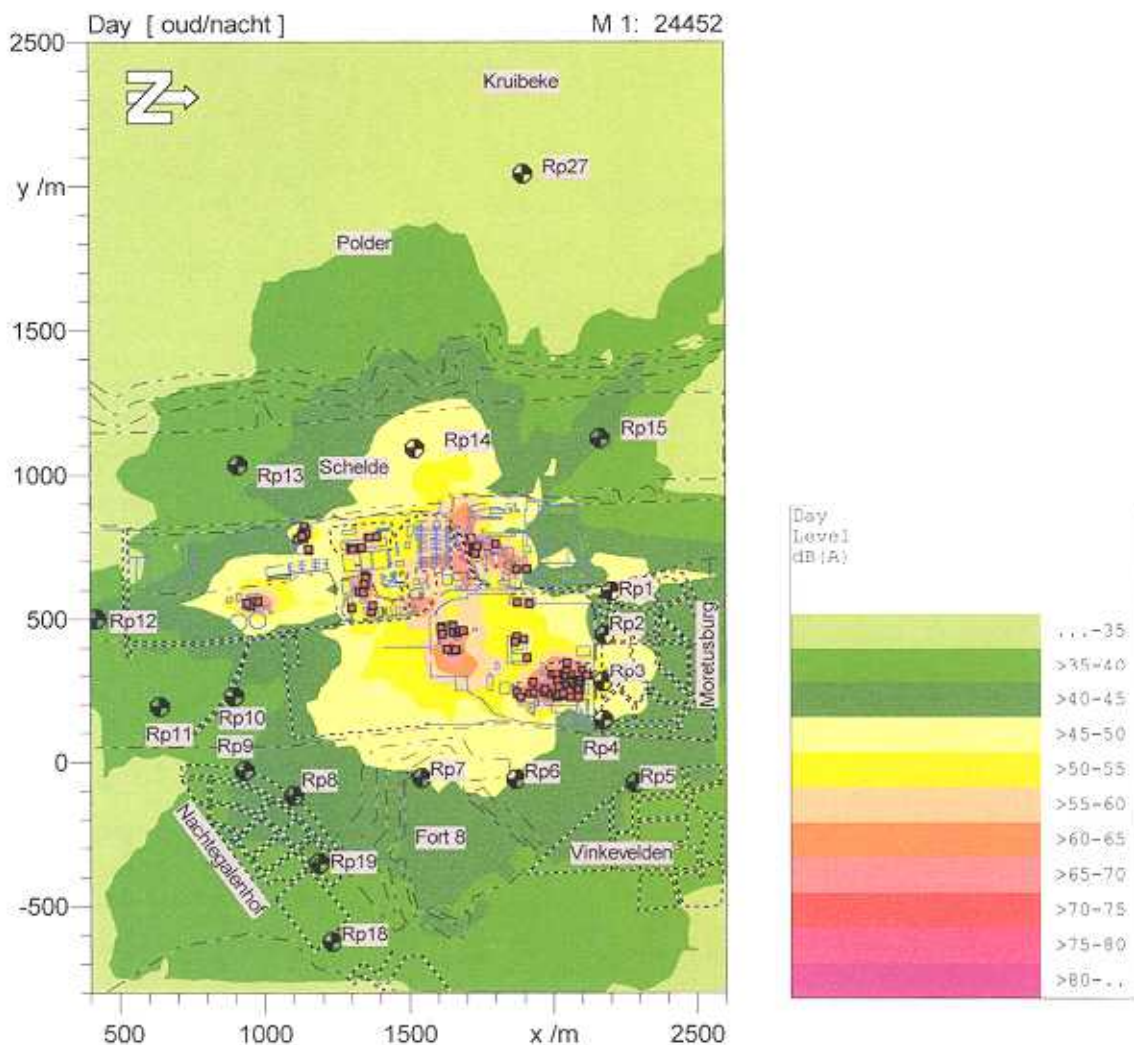 Day [ oud/nacht ] M 1: 24452
2500
Kruibeke
N
Rp27
y /m
Polder
1500
Rp15
Rp14
Rp13
Schelde
1000
Day
Level
dB(A)
Rp1
500
Rp12
Rp2
...-35
>35-40
Rp3
Moretusburg
>40-45
Rp11
Rp10
Rp4
>45-50
0
Rp9
Rp8
Rp7
Rp6
Rp5
>50-55
>55-60
Nachtegalenhof
Fort 8
Vinkevelden
>60-65
Rp19
>65-70
-500
>70-75
Rp18
>75-80
>80-..
500 1000 1500 x /m 2500